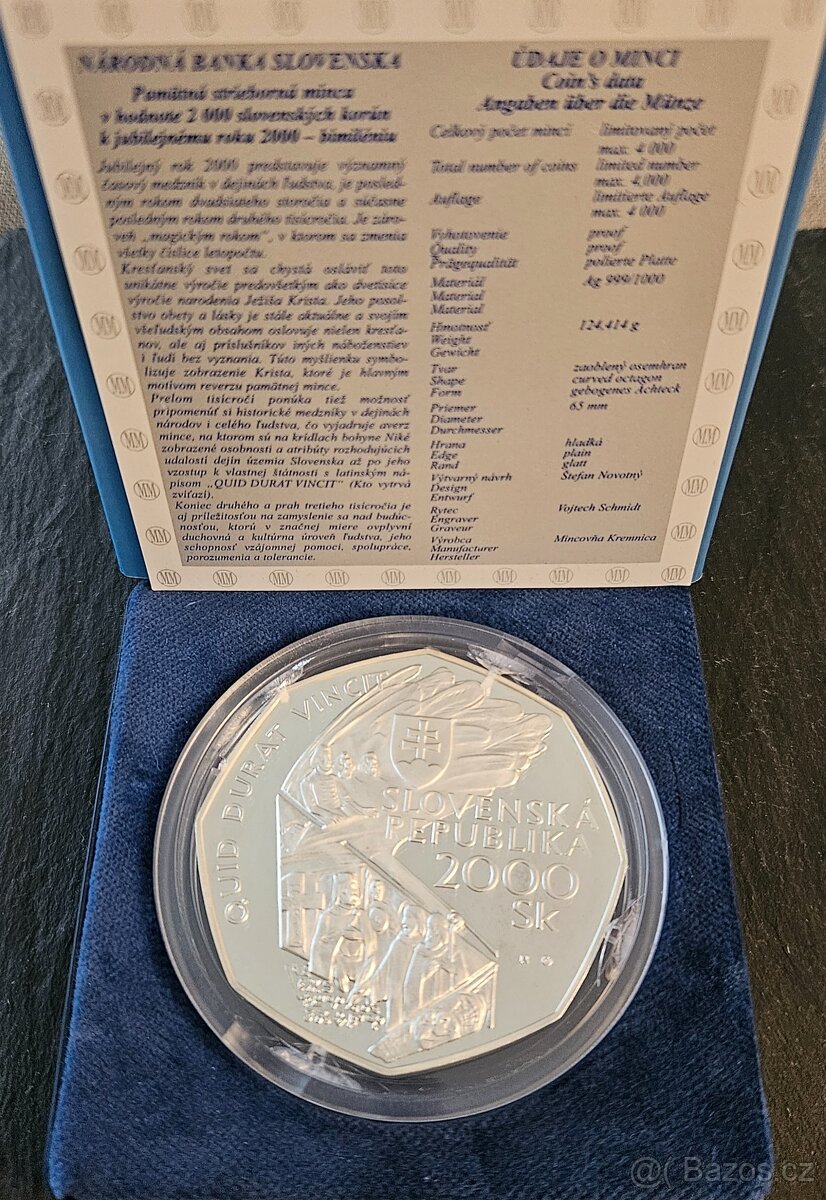 NÁRODNÁ BANKA SLOVENSKA
Pamätná strieborná minca
v hodnote 2 000 slovenských korún
k jubilejnému roku 2000 – bimiléniu
Jubilejný rok 2000 predstavuje významný
časový medzník v dejinách ľudstva, je posled-
ným rokom dvadsiateho storočia a súčasne
posledným rokom druhého tisícročia. Je záro-
veň „magickým rokom", v ktorom sa zmenia
všetky číslice letopočtu.
Kresťanský svet sa chystá osláviť toto
unikátne výročie predovšetkým ako dvetisíce
výročie narodenia Ježiša Krista. Jeho posol-
stvo obety a lásky je stále aktuálne a svojím
všeľudským obsahom oslovuje nielen kresťa-
nov, ale aj príslušníkov iných náboženstiev
i ľudí bez vyznania. Túto myšlienku symbo-
lizuje zobrazenie Krista, ktoré je hlavným
motívom reverzu pamätnej mince.
Prelom tisícročí ponúka tiež možnosť
pripomenúť si historické medzníky v dejinách
národov i celého ľudstva, čo vyjadruje averz
mince, na ktorom sú na krídlach bohyne Niké
zobrazené osobnosti a atribúty rozhodujúcich
udalostí dejín územia Slovenska až po jeho
vzostup k vlastnej štátnosti s latinským ná-
pisom „QUID DURAT VINCIT" (Kto vytrvá
zvíťazí).
Koniec druhého a prah tretieho tisícročia je
aj príležitosťou na zamyslenie sa nad budúc-
nosťou, ktorú v značnej miere ovplyvní
duchovná a kultúrna úroveň ľudstva, jeho
schopnosť vzájomnej pomoci, spolupráce,
porozumenia a tolerancie.
ÚDAJE O MINCI
Coin's data
Angaben über die Münze
Celkový počet mincí limitovaný počet
max. 4 000
Total number of coins limited number
max. 4,000
Auflage limitierte Auflage
max. 4 000
Vyhotovenie proof
Quality proof
Prägequalität polierte Platte
Materiál Ag 999/1000
Material
Material
Hmotnosť 124,414 g
Weight
Gewicht
Tvar zaoblený osemhran
Shape curved octagon
Form gebogenes Achteck
Priemer 65 mm
Diameter
Durchmesser
Hrana hladká
Edge plain
Rand glatt
Výtvarný návrh Štefan Novotný
Design
Entwurf
Rytec Vojtech Schmidt
Engraver
Graveur
Výrobca Mincovňa Kremnica
Manufacturer
Hersteller
QUID DURAT VINCIT
SLOVENSKÁ
REPUBLIKA
2000
Sk
@( Bazos.cz